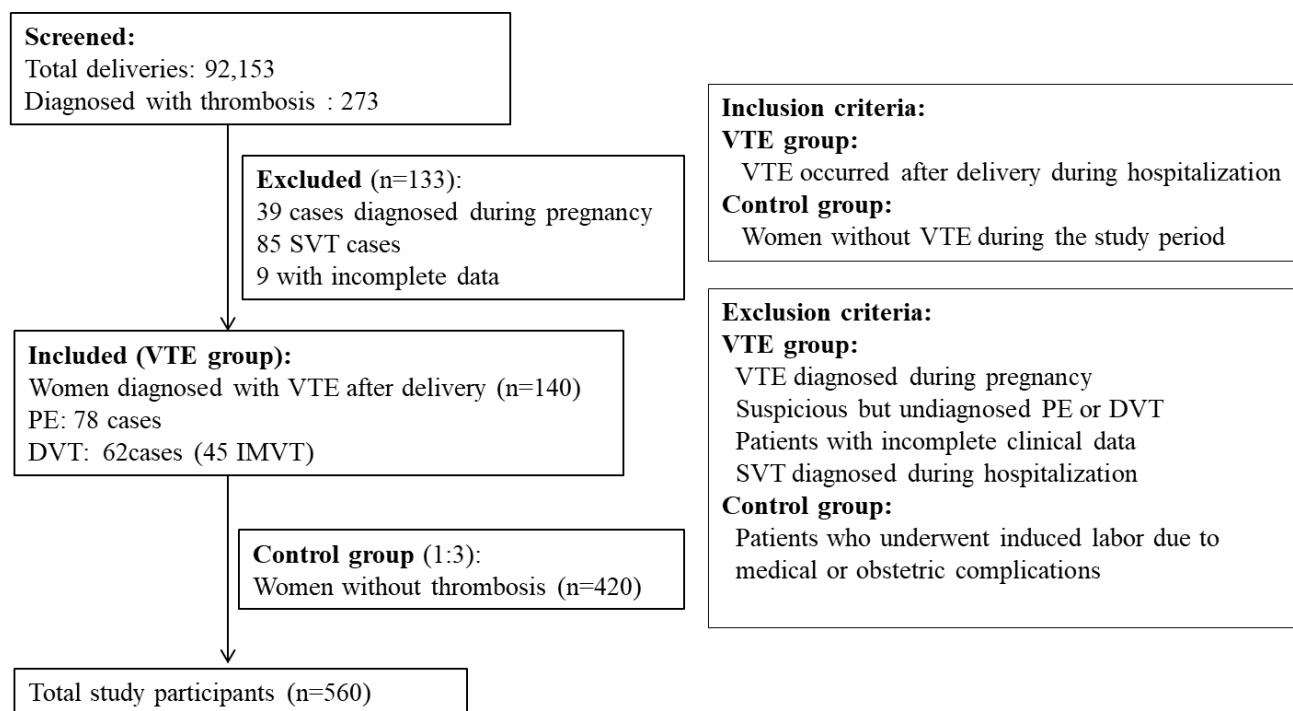 Screened:
Total deliveries: 92,153
Diagnosed with thrombosis : 273
Excluded (n=133):
39 cases diagnosed during pregnancy
85 SVT cases
9 with incomplete data
Included (VTE group):
Women diagnosed with VTE after delivery (n=140)
PE: 78 cases
DVT: 62cases (45 IMVT)
Control group (1:3):
Women without thrombosis (n=420)
Total study participants (n=560)
Inclusion criteria:
VTE group:
VTE occurred after delivery during hospitalization
Control group:
Women without VTE during the study period
Exclusion criteria:
VTE group:
VTE diagnosed during pregnancy
Suspicious but undiagnosed PE or DVT
Patients with incomplete clinical data
SVT diagnosed during hospitalization
Control group:
Patients who underwent induced labor due to
medical or obstetric complications